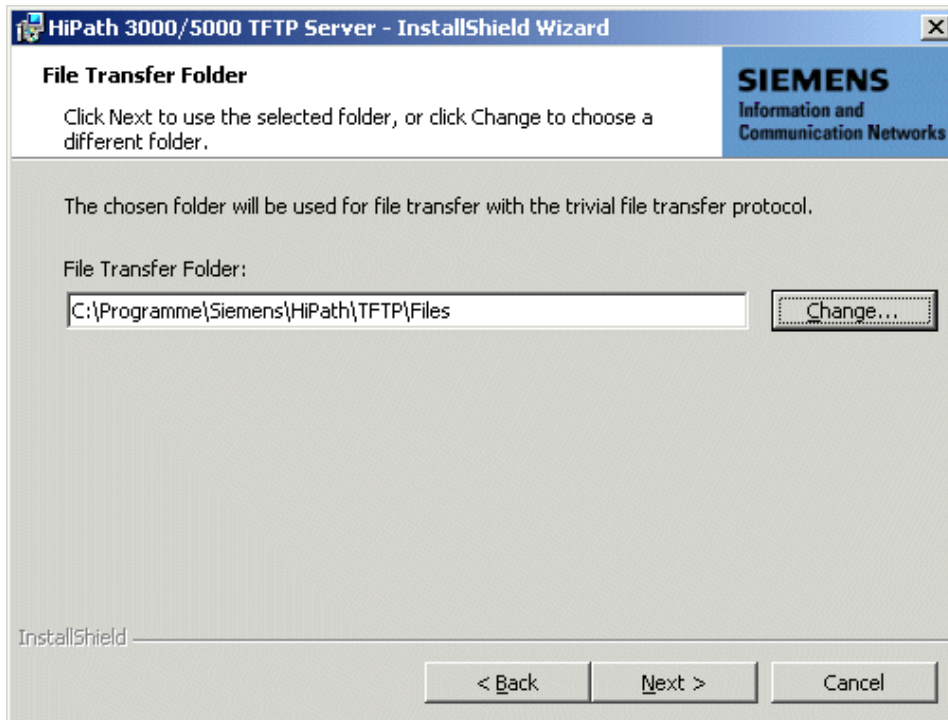 HiPath 3000/5000 TFTP Server - InstallShield Wizard
File Transfer Folder
Click Next to use the selected folder, or click Change to choose a
different folder.
SIEMENS
Information and
Communication Networks
The chosen folder will be used for file transfer with the trivial file transfer protocol.
File Transfer Folder:
C:\Programme\Siemens\HiPath\TFTP\Files
Change...
InstallShield
< Back
Next >
Cancel